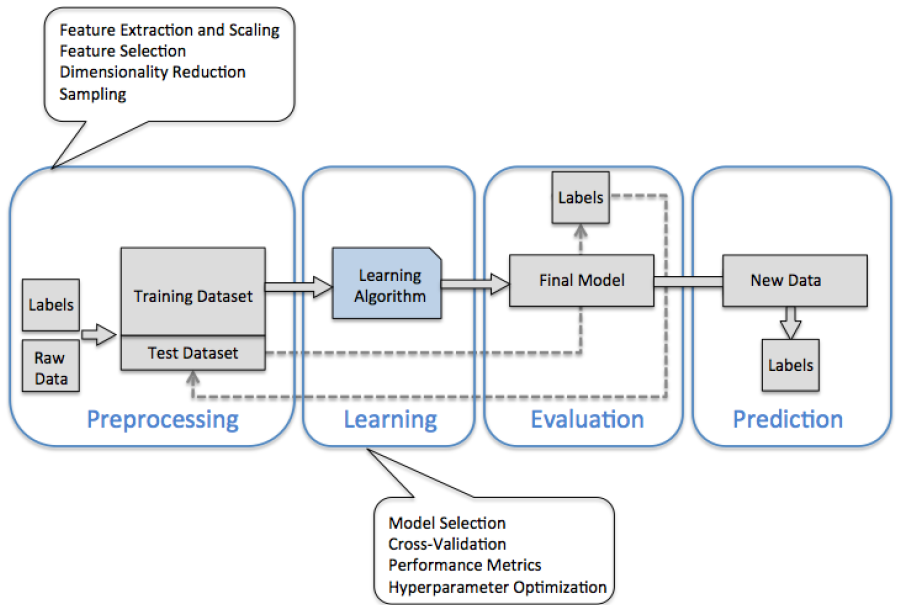 Feature Extraction and Scaling
Feature Selection
Dimensionality Reduction
Sampling
Labels
Raw
Data
Training Dataset
Test Dataset
Preprocessing
Learning
Algorithm
Learning
Labels
Final Model
Evaluation
New Data
Labels
Prediction
Model Selection
Cross-Validation
Performance Metrics
Hyperparameter Optimization